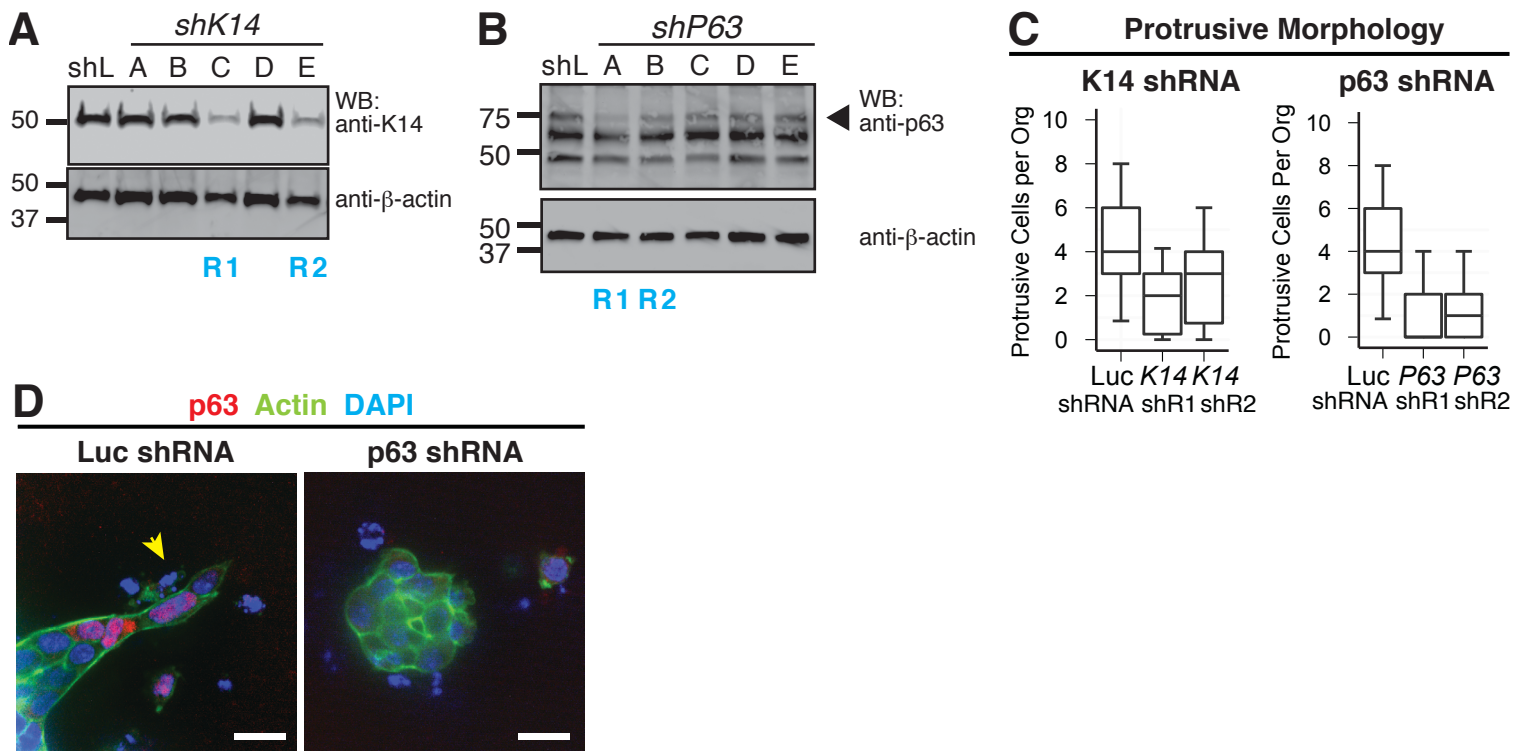 A
shK14
shL A B C D E
50
WB:
anti-K14
50
37
anti-β-actin
R1 R2
B
shP63
shL A B C D E
75
50
WB:
anti-p63
50
37
anti-β-actin
R1 R2
C
Protrusive Morphology
K14 shRNA
Protrusive Cells per Org
10
8
6
4
2
0
Luc K14 K14
shRNA shR1 shR2
p63 shRNA
Protrusive Cells Per Org
10
8
6
4
2
0
Luc P63 P63
shRNA shR1 shR2
D
p63 Actin DAPI
Luc shRNA
p63 shRNA